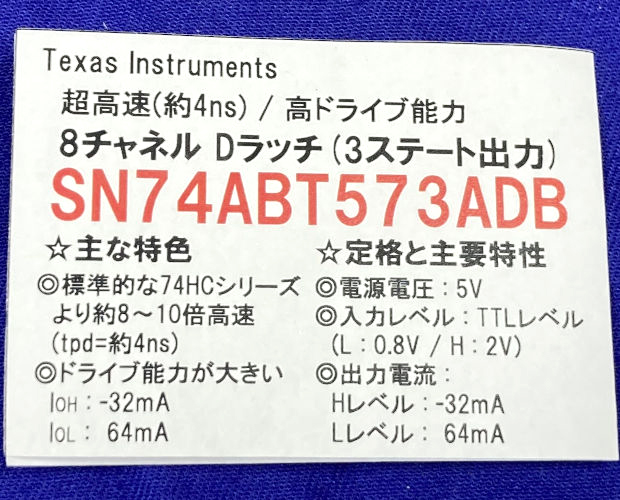 Texas Instruments
超高速(約4ns) / 高ドライブ能力
8チャネル Dラッチ(3ステート出力)
SN74ABT573ADB
☆主な特色
◎標準的な74HCシリーズ
より約8～10倍高速
(tpd=約4ns)
◎ドライブ能力が大きい
IOH : -32mA
IOL : 64mA
☆定格と主要特性
◎電源電圧 : 5V
◎入力レベル : TTLレベル
(L : 0.8V / H : 2V)
◎出力電流 :
Hレベル : -32mA
Lレベル : 64mA